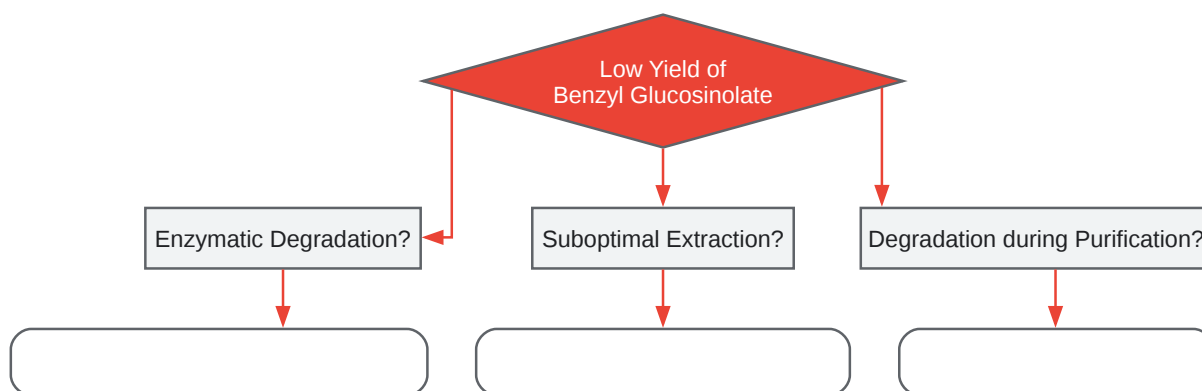 Low Yield of
Benzyl Glucosinolate
Enzymatic Degradation?
Suboptimal Extraction?
Degradation during Purification?